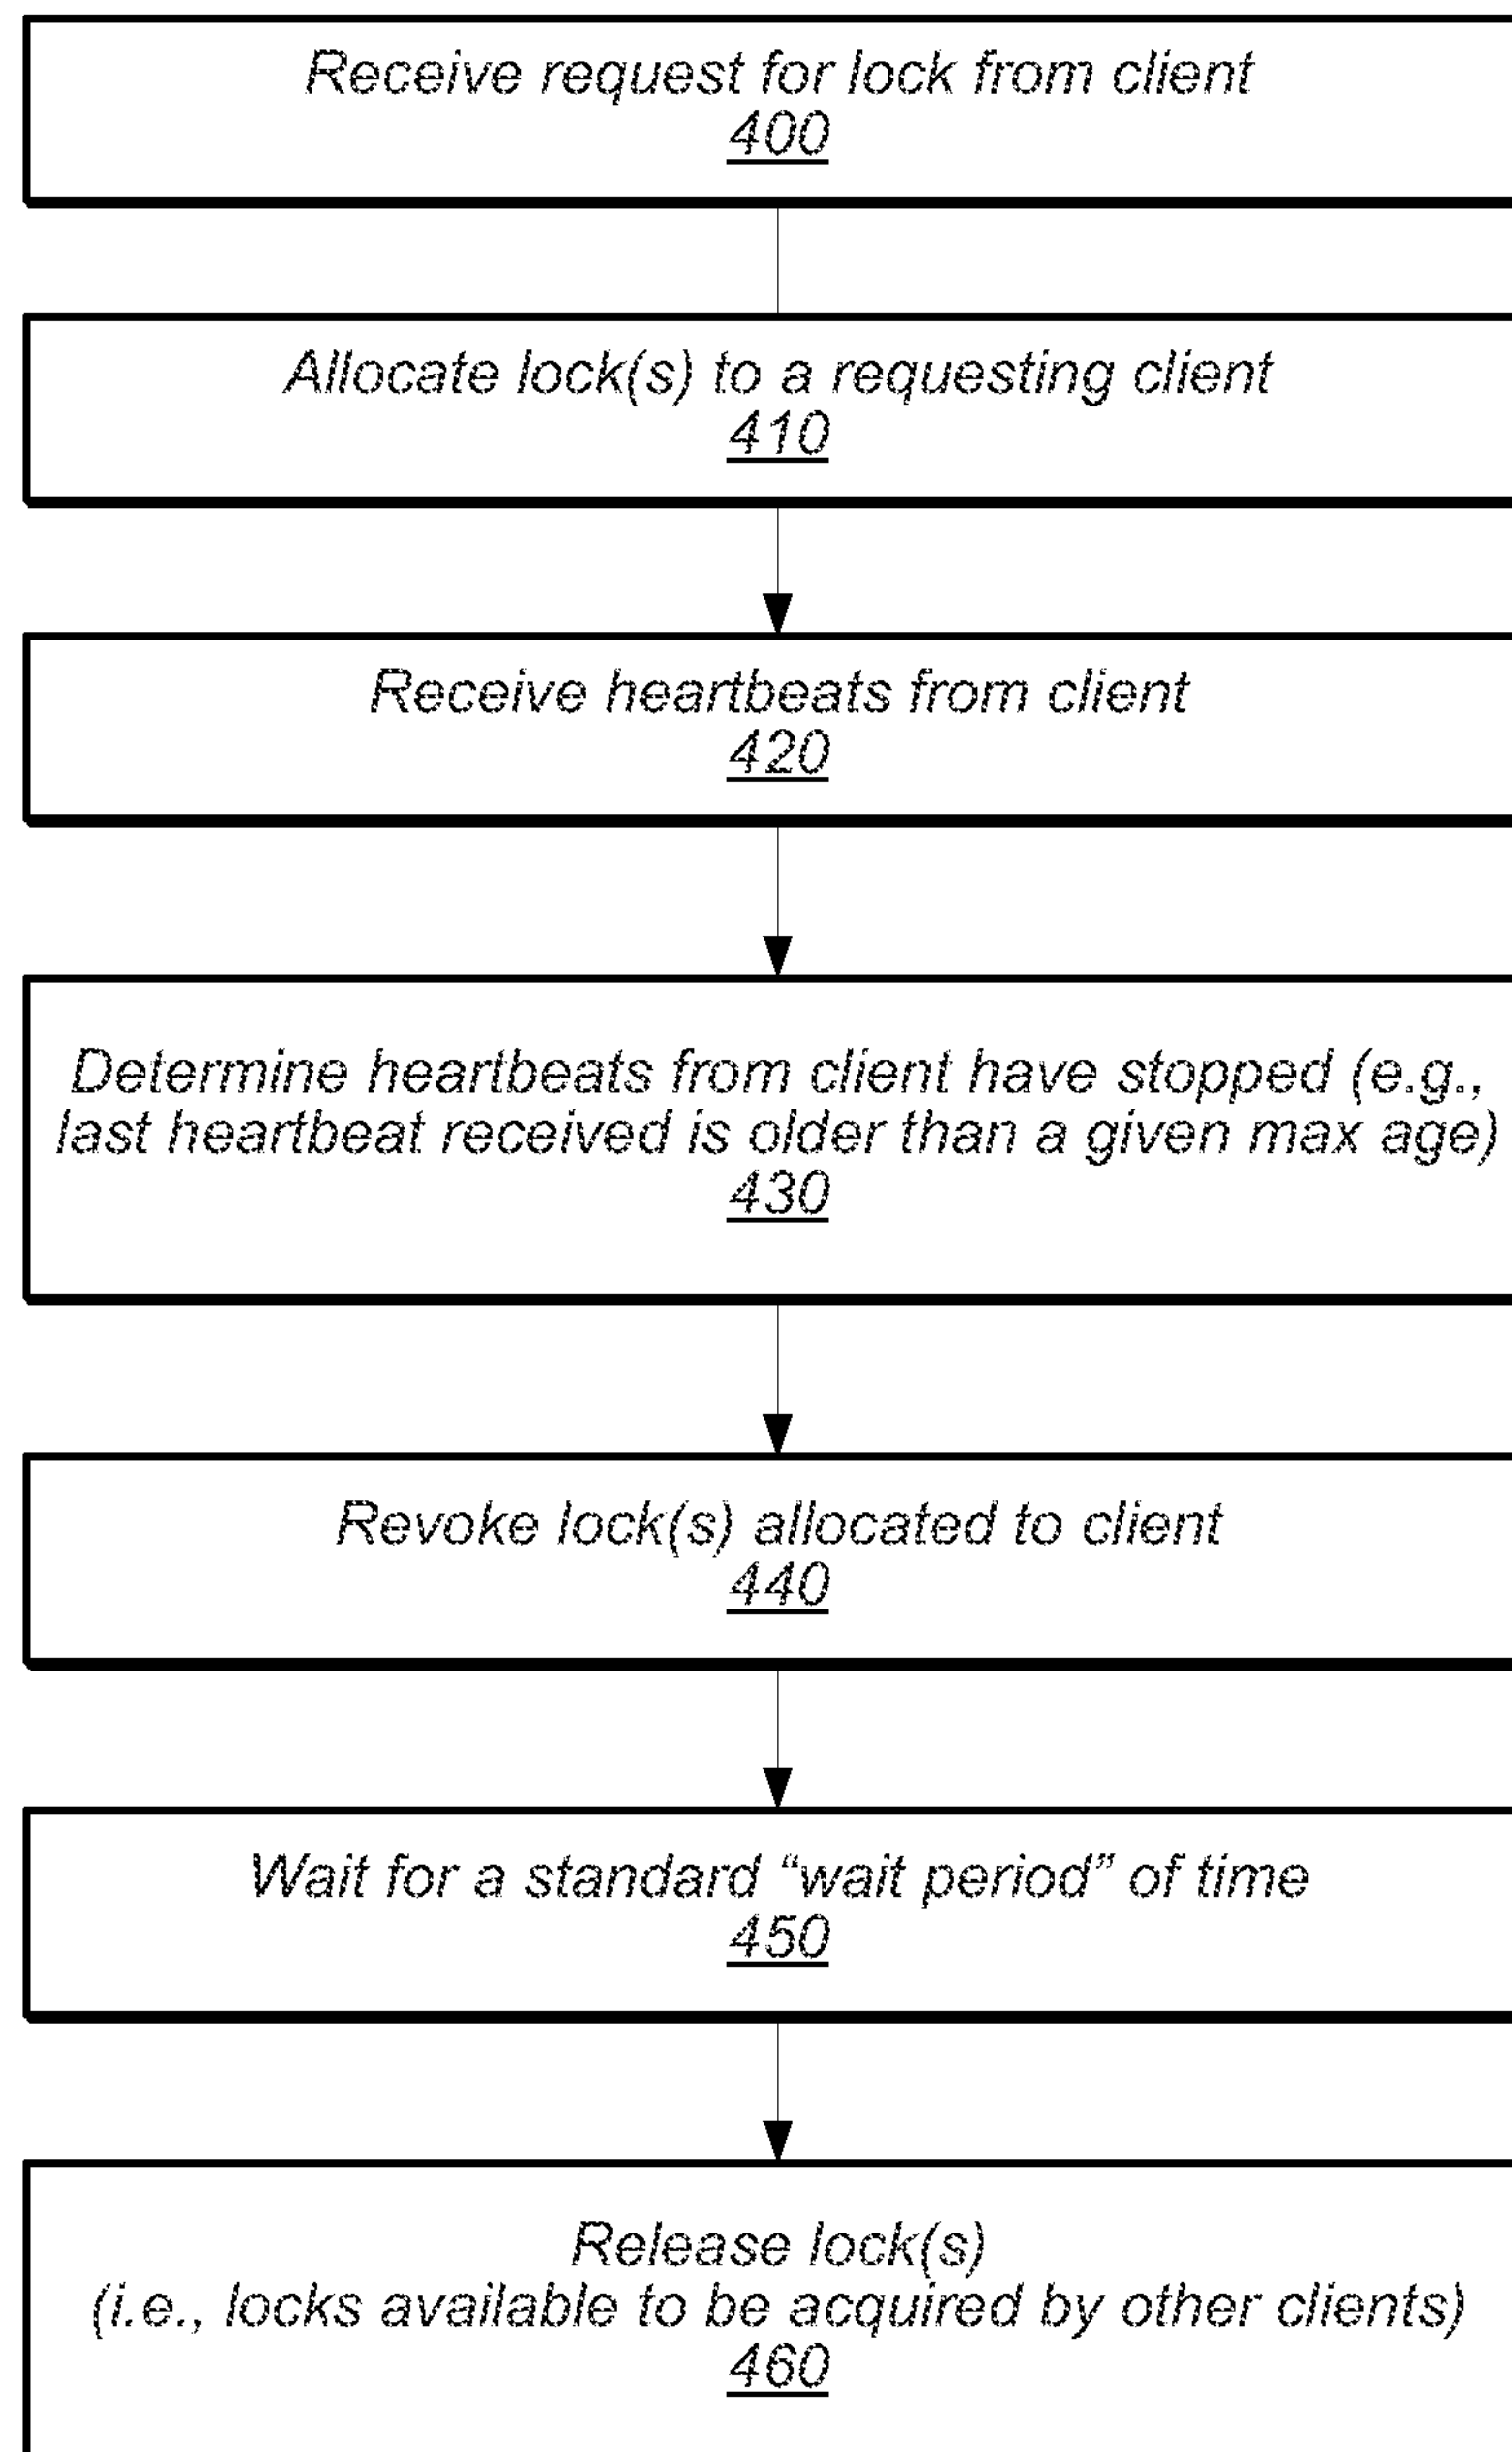 Receive request for lock from client
400
Allocate lock(s) to a requesting client
410
Receive heartbeats from client
420
Determine heartbeats from client have stopped (e.g.,
last heartbeat received is older than a given max age)
430
Revoke lock(s) allocated to client
440
Wait for a standard “wait period” of time
450
Release lock(s)
(i.e., locks available to be acquired by other clients)
460